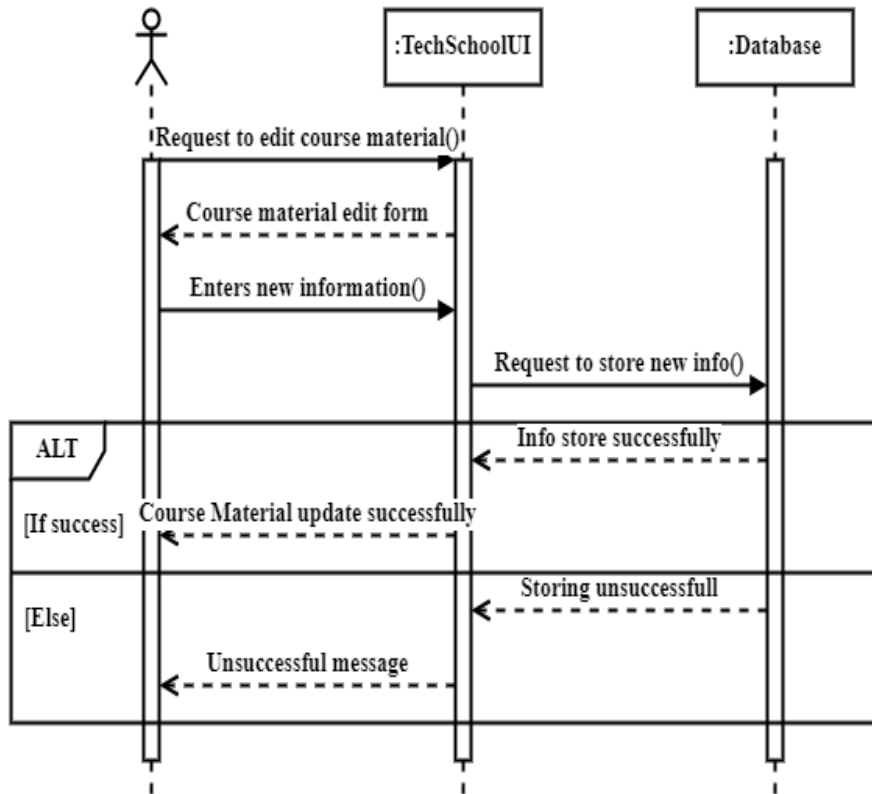 :TechSchoolUI
:Database
Request to edit course material()
Course material edit form
Enters new information()
Request to store new info()
ALT
Info store successfully
[If success]
Course Material update successfully
Storing unsuccessfull
[Else]
Unsuccessful message